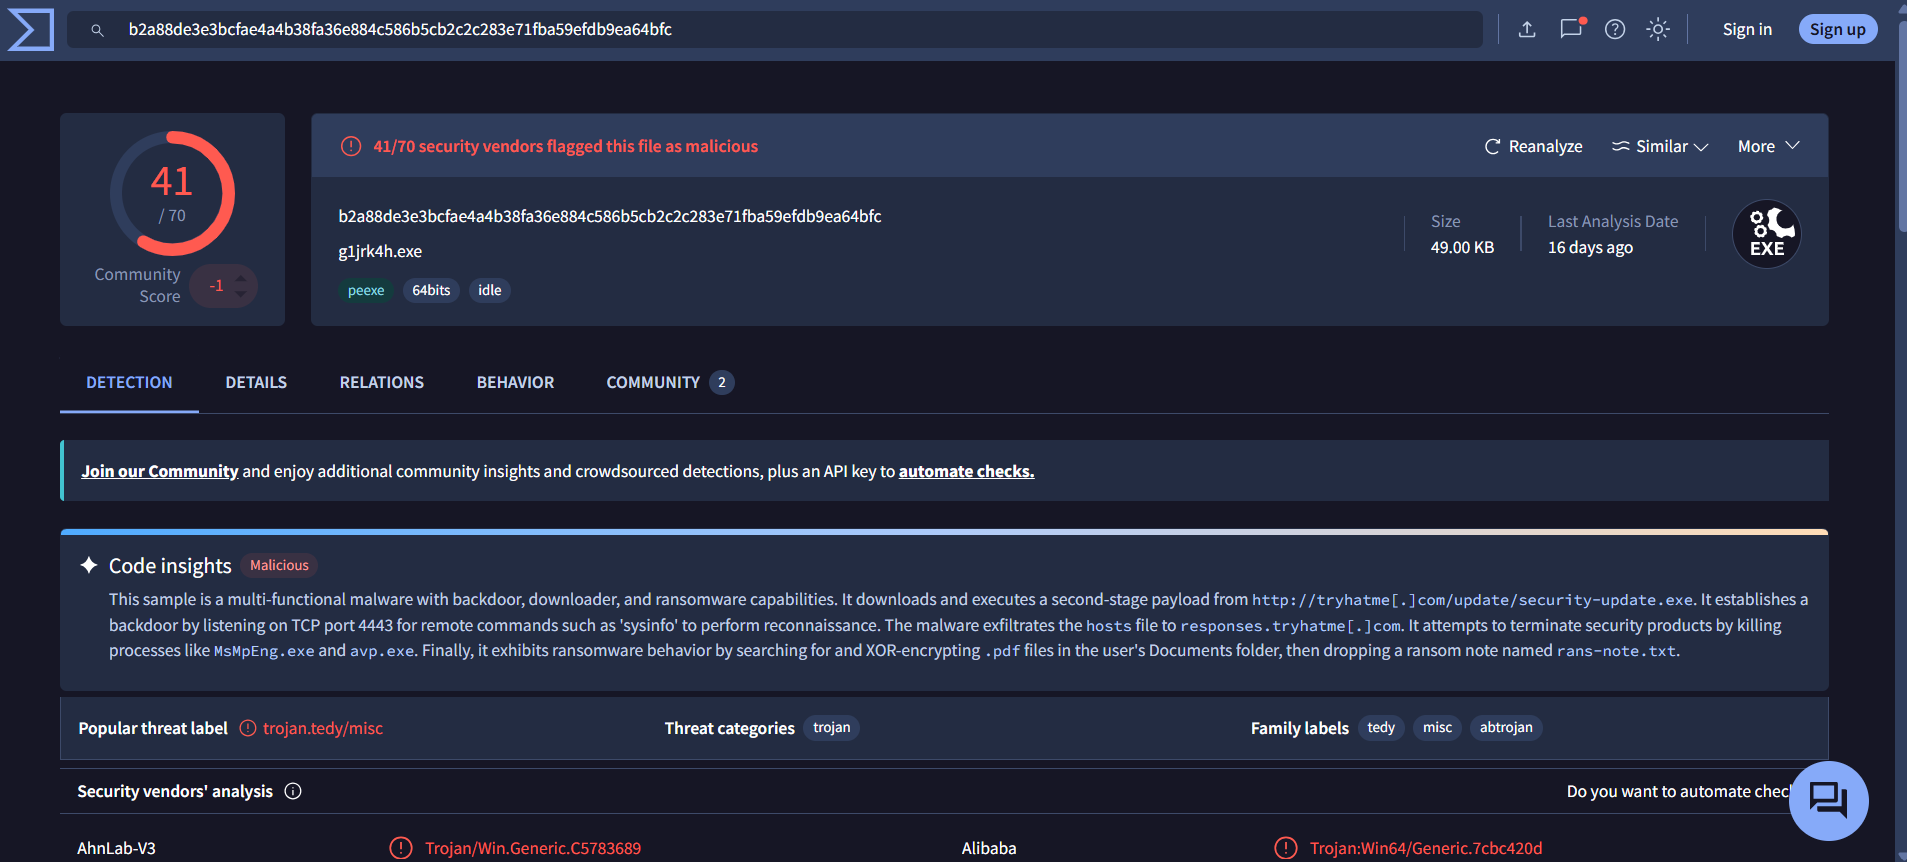 b2a88de3e3bcfae4a4b38fa36e884c586b5cb2c2c283e71fba59efdb9ea64bfc
Sign in
Sign up
41
/ 70
Community
Score
-1
41/70 security vendors flagged this file as malicious
Reanalyze
Similar
More
b2a88de3e3bcfae4a4b38fa36e884c586b5cb2c2c283e71fba59efdb9ea64bfc
g1jrk4h.exe
peexe
64bits
idle
Size
49.00 KB
Last Analysis Date
16 days ago
EXE
DETECTION
DETAILS
RELATIONS
BEHAVIOR
COMMUNITY 2
Join our Community and enjoy additional community insights and crowdsourced detections, plus an API key to automate checks.
Code insights
Malicious
This sample is a multi-functional malware with backdoor, downloader, and ransomware capabilities. It downloads and executes a second-stage payload from http://tryhatme[.]com/update/security-update.exe. It establishes a
backdoor by listening on TCP port 4443 for remote commands such as 'sysinfo' to perform reconnaissance. The malware exfiltrates the hosts file to responses.tryhatme[.]com. It attempts to terminate security products by killing
processes like MsMpEng.exe and avp.exe. Finally, it exhibits ransomware behavior by searching for and XOR-encrypting .pdf files in the user's Documents folder, then dropping a ransom note named rans-note.txt.
Popular threat label
trojan.tedy/misc
Threat categories
trojan
Family labels
tedy
misc
abtrojan
Security vendors' analysis
Do you want to automate chec
AhnLab-V3
Trojan/Win.Generic.C5783689
Alibaba
Trojan:Win64/Generic.7cbc420d